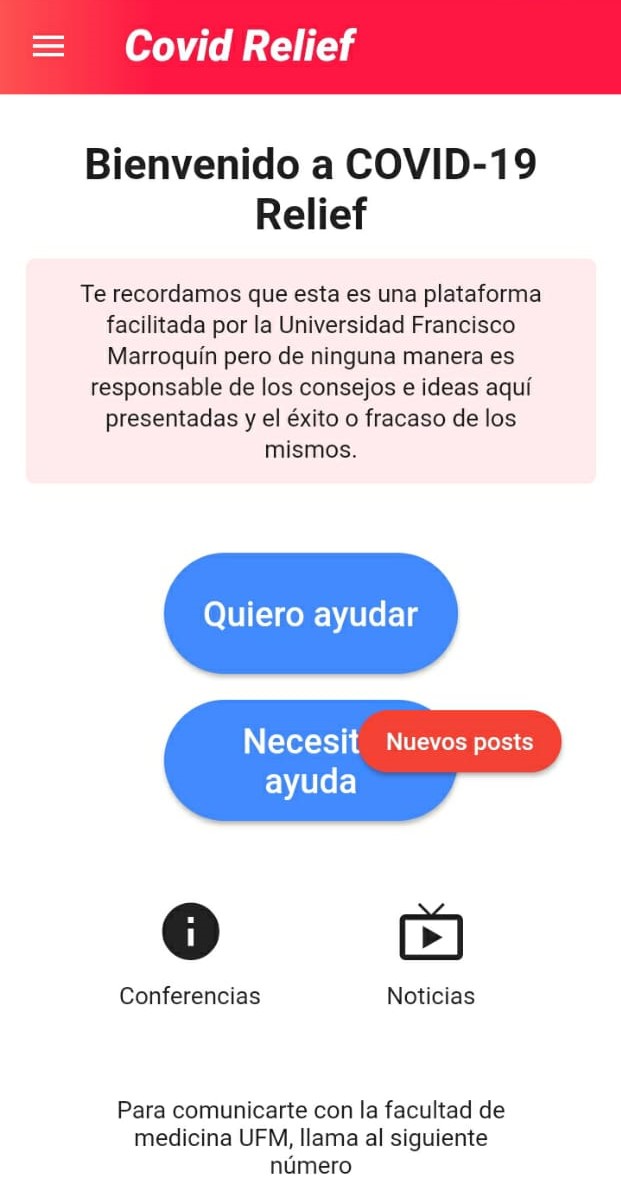 Covid Relief
Bienvenido a COVID-19
Relief
Te recordamos que esta es una plataforma
facilitada por la Universidad Francisco
Marroquín pero de ninguna manera es
responsable de los consejos e ideas aquí
presentadas y el éxito o fracaso de los
mismos.
Quiero ayudar
Necesit
ayuda
Nuevos posts
Conferencias
Noticias
Para comunicarte con la facultad de
medicina UFM, llama al siguiente
número